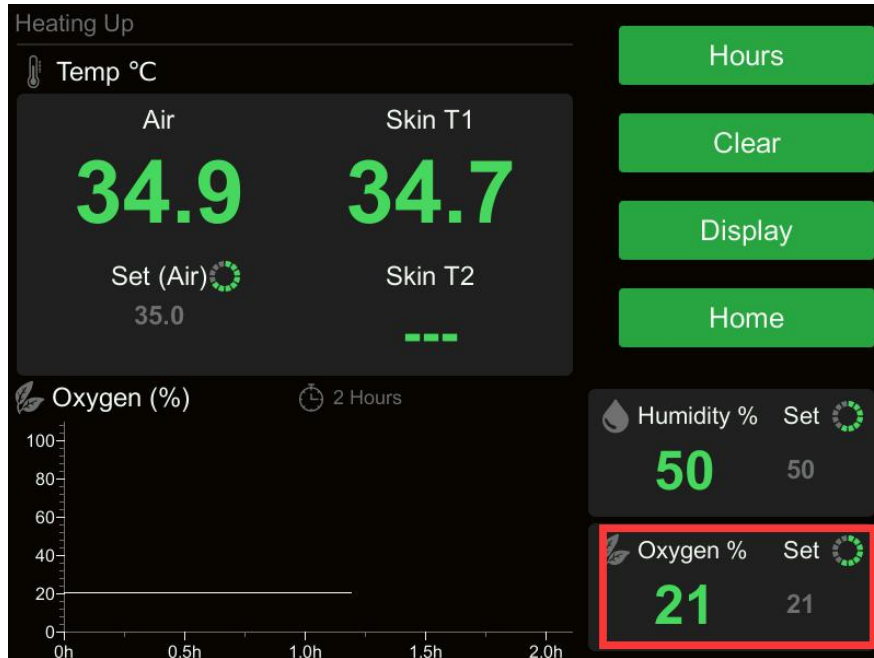 Heating Up
Temp °C
Air
Skin T1
34.9
34.7
Set (Air)
Skin T2
35.0
---
Hours
Clear
Display
Home
Oxygen (%)
2 Hours
100
80
60
40
20
0
0h 0.5h 1.0h 1.5h 2.0h
Humidity % Set
50 50
Oxygen % Set
21 21